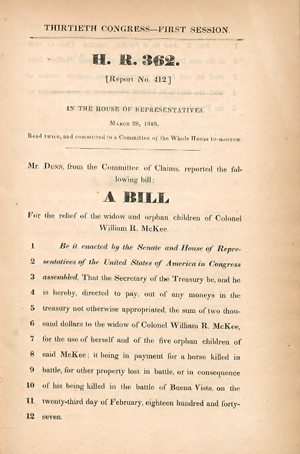 THIRTIETH CONGRESS—FIRST SESSION.
H. R. 362.
[Report No. 412.]
IN THE HOUSE OF REPRESENTATIVES.
MARCH 28, 1848.
Read twice, and committed to a Committee of the Whole House to-morrow.
Mr. DUNN, from the Committee of Claims, reported the fol-
lowing bill:
A BILL
For the relief of the widow and orphan children of Colonel
William R. McKee.
1 Be it enacted by the Senate and House of Repre-
2 sentatives of the United States of America in Congress
3 assembled, That the Secretary of the Treasury be, and he
4 is hereby, directed to pay, out of any moneys in the
5 treasury not otherwise appropriated, the sum of two thou-
6 sand dollars to the widow of Colonel William R. McKee,
7 for the use of herself and of the five orphan children of
8 said McKee; it being in payment for a horse killed in
9 battle, for other property lost in battle, or in consequence
10 of his being killed in the battle of Buena Vista, on the
11 twenty-third day of February, eighteen hundred and forty-
12 seven.